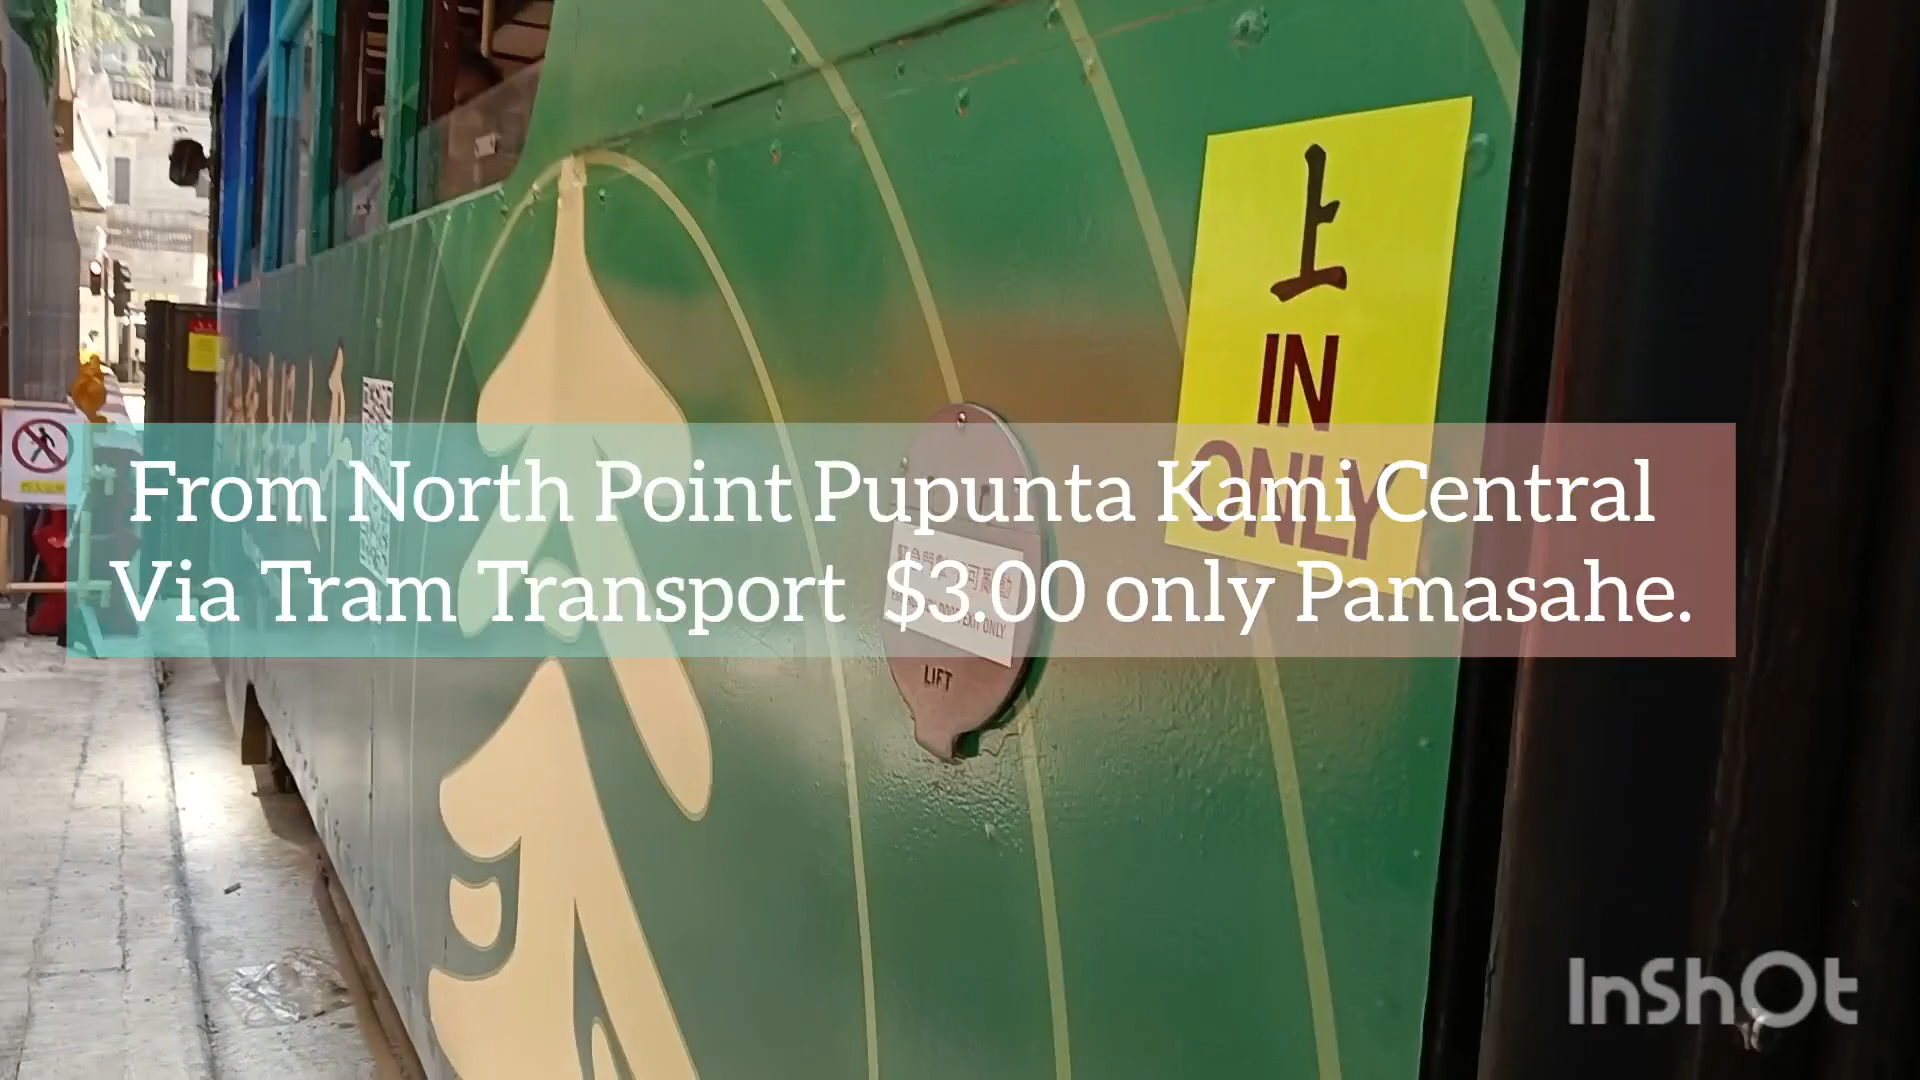 上
IN
ONLY
From North Point Pupunta Kami Central
Via Tram Transport $3.00 only Pamasahe.
LIFT
InShOt